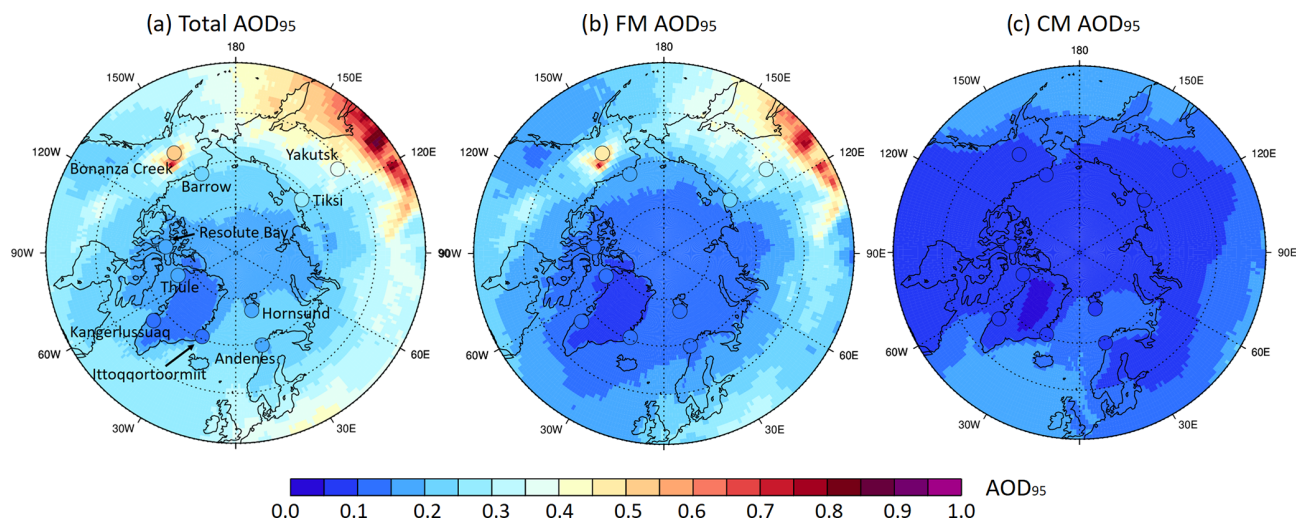 (a) Total AOD95
(b) FM AOD95
(c) CM AOD95
180
180
180
150W
150E
150W
150E
150W
150E
120W
120E
120W
120E
120W
120E
Yakutsk
Bonanza Creek
Barrow
Tiksi
Resolute Bay
90W
90E
90W
90E
90W
90E
Thule
Hornsund
Kangerlussuaq
Andenes
Ittoqqortoormiit
60W
60E
60W
60E
60W
60E
30W
30E
30W
30E
30W
30E
AOD95
0.0 0.1 0.2 0.3 0.4 0.5 0.6 0.7 0.8 0.9 1.0